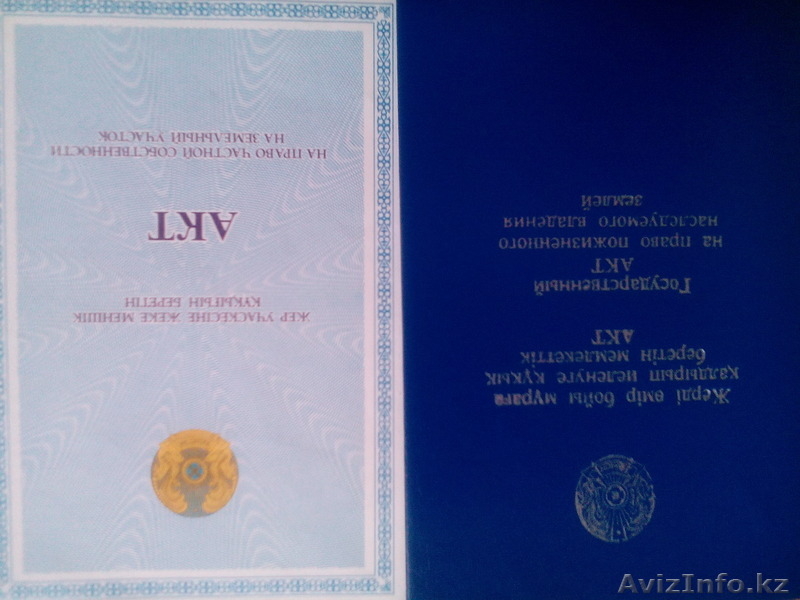 Жерді өмір бойы мұраға
қалдырып иеленуге құқық
беретін мемлекеттік
АКТ
Государственный
АКТ
на право пожизненного
наследуемого владения
землей
ЖЕР УЧАСКЕСІНЕ ЖЕКЕ МЕНШІК
ҚҰҚЫҒЫН БЕРЕТІН
АКТ
НА ПРАВО ЧАСТНОЙ СОБСТВЕННОСТИ
НА ЗЕМЕЛЬНЫЙ УЧАСТОК
AvizInfo.kz